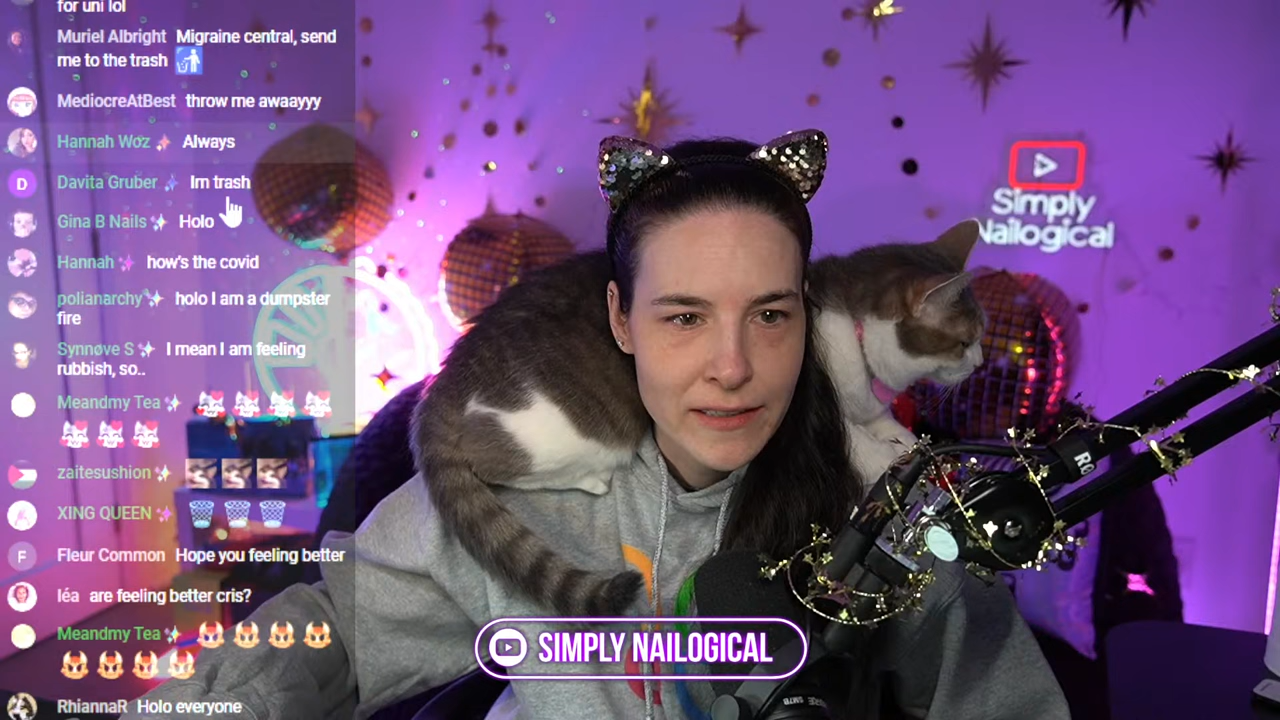 for uni lol
Muriel Albright Migraine central, send
me to the trash
MediocreAtBest throw me awaayyy
Hannah Woz Always
D
Davita Gruber Im trash
Gina B Nails Holo
Hannah how's the covid
polianarchy holo I am a dumpster
fire
Synnøve S I mean I am feeling
rubbish, so..
Meandmy Tea
zaitesushion
XING QUEEN
F
Fleur Common Hope you feeling better
léa are feeling better cris?
Meandmy Tea
RhiannaR Holo everyone
Simply
Nailogical
SIMPLY NAILOGICAL